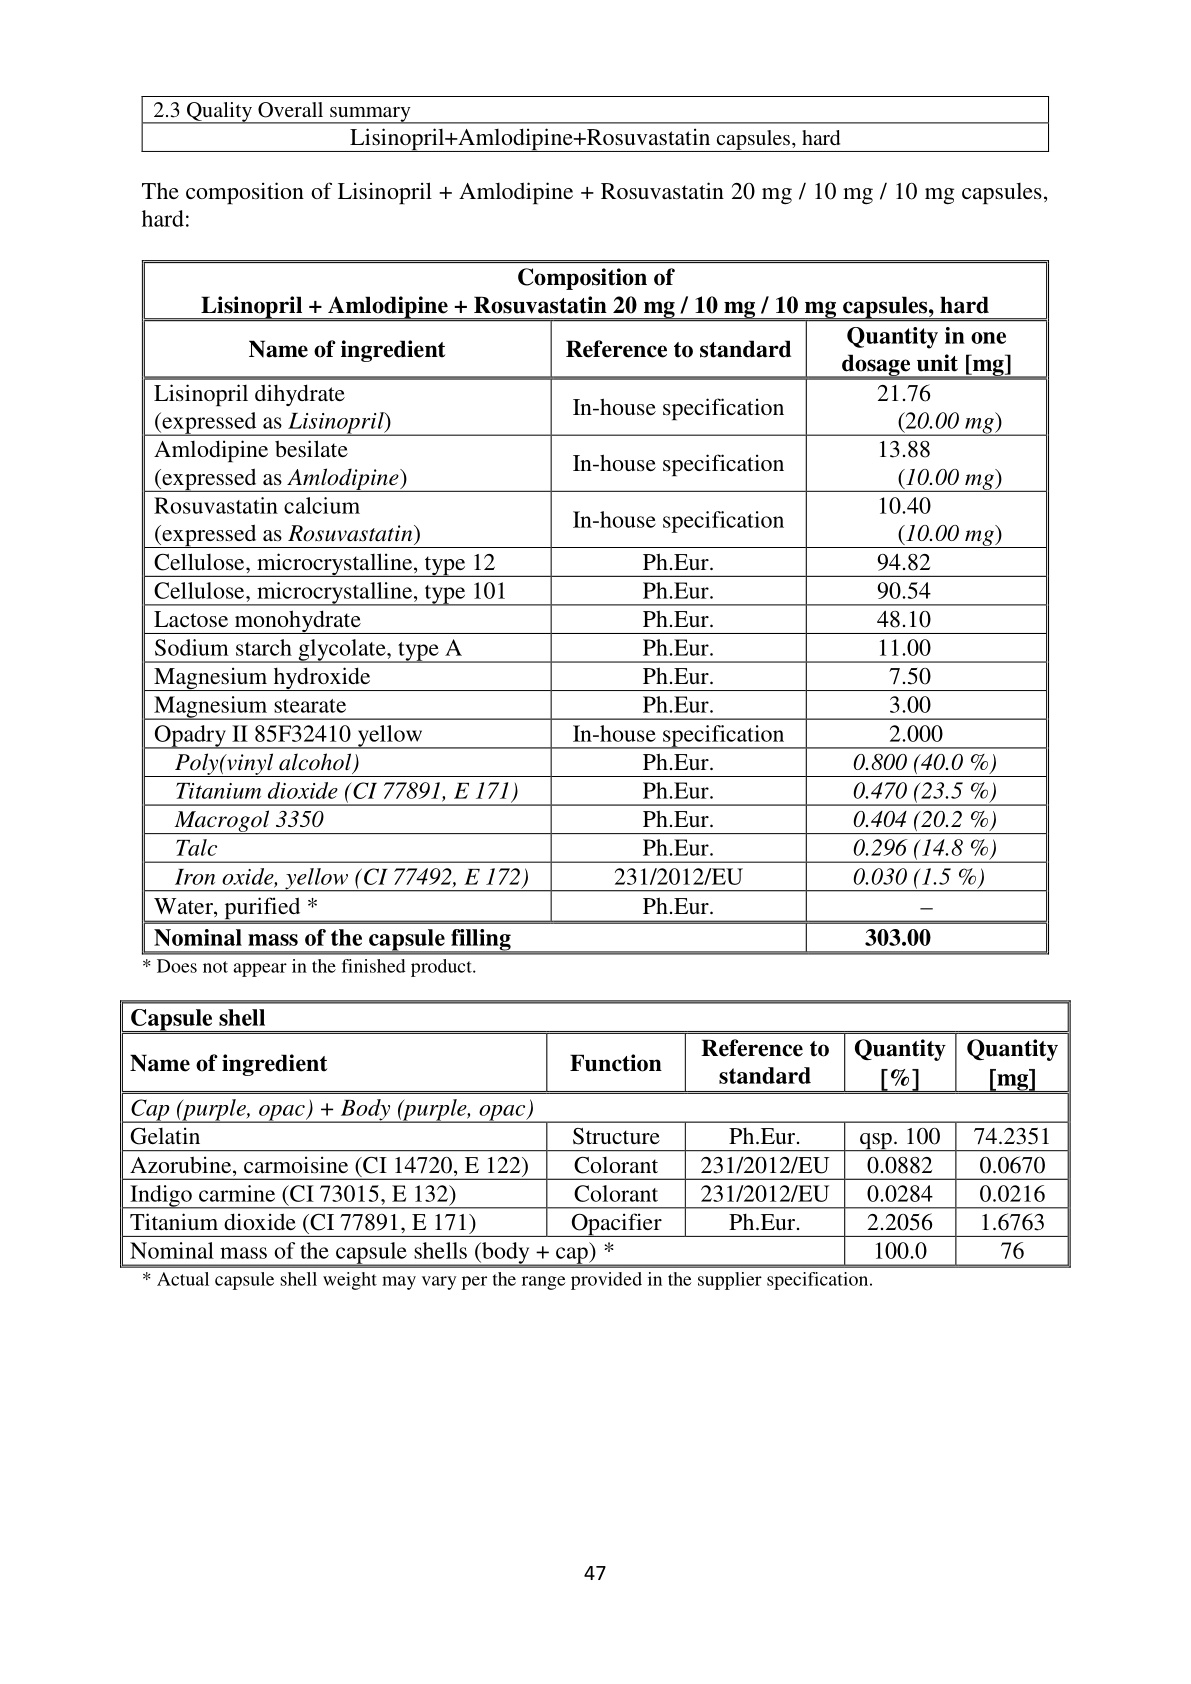 2.3 Quality Overall summary
Lisinopril+Amlodipine+Rosuvastatin capsules, hard
The composition of Lisinopril + Amlodipine + Rosuvastatin 20 mg / 10 mg / 10 mg capsules,
hard:
Composition of
Lisinopril + Amlodipine + Rosuvastatin 20 mg / 10 mg / 10 mg capsules, hard
Name of ingredient Reference to standard Quantity in one
dosage unit [mg]
Lisinopril dihydrate
(expressed as Lisinopril) In-house specification 21.76
(20.00 mg)
Amlodipine besilate
(expressed as Amlodipine) In-house specification 13.88
(10.00 mg)
Rosuvastatin calcium
(expressed as Rosuvastatin) In-house specification 10.40
(10.00 mg)
Cellulose, microcrystalline, type 12 Ph.Eur. 94.82
Cellulose, microcrystalline, type 101 Ph.Eur. 90.54
Lactose monohydrate Ph.Eur. 48.10
Sodium starch glycolate, type A Ph.Eur. 11.00
Magnesium hydroxide Ph.Eur. 7.50
Magnesium stearate Ph.Eur. 3.00
Opadry II 85F32410 yellow In-house specification 2.000
Poly(vinyl alcohol) Ph.Eur. 0.800 (40.0 %)
Titanium dioxide (CI 77891, E 171) Ph.Eur. 0.470 (23.5 %)
Macrogol 3350 Ph.Eur. 0.404 (20.2 %)
Talc Ph.Eur. 0.296 (14.8 %)
Iron oxide, yellow (CI 77492, E 172) 231/2012/EU 0.030 (1.5 %)
Water, purified * Ph.Eur. –
Nominal mass of the capsule filling 303.00
* Does not appear in the finished product.
Capsule shell
Name of ingredient Function Reference to
standard Quantity
[%] Quantity
[mg]
Cap (purple, opac) + Body (purple, opac)
Gelatin Structure Ph.Eur. qsp. 100 74.2351
Azorubine, carmoisine (CI 14720, E 122) Colorant 231/2012/EU 0.0882 0.0670
Indigo carmine (CI 73015, E 132) Colorant 231/2012/EU 0.0284 0.0216
Titanium dioxide (CI 77891, E 171) Opacifier Ph.Eur. 2.2056 1.6763
Nominal mass of the capsule shells (body + cap) * 100.0 76
* Actual capsule shell weight may vary per the range provided in the supplier specification.
47